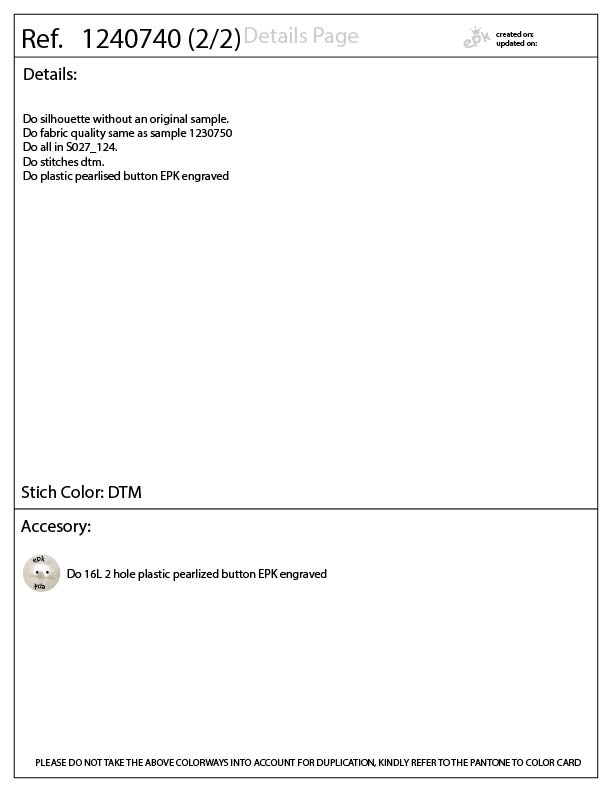 Ref. 1240740 (2/2) Details Page
epk
created on:
updated on:
Details:
Do silhouette without an original sample.
Do fabric quality same as sample 1230750
Do all in S027_124.
Do stitches dtm.
Do plastic pearlised button EPK engraved
Stich Color: DTM
Accesory:
epk
Do 16L 2 hole plastic pearlized button EPK engraved
epk
PLEASE DO NOT TAKE THE ABOVE COLORWAYS INTO ACCOUNT FOR DUPLICATION, KINDLY REFER TO THE PANTONE TO COLOR CARD